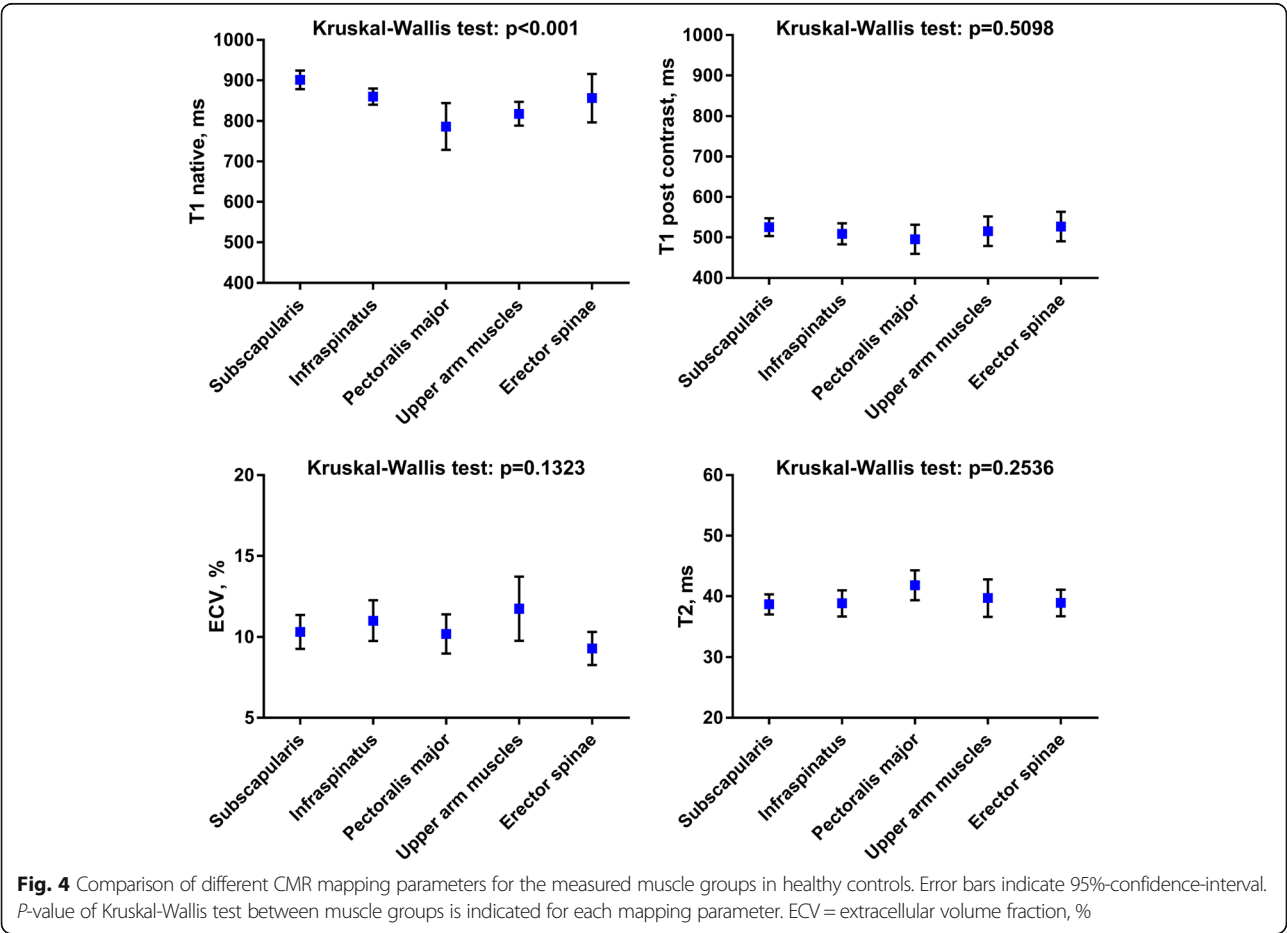 Kruskal-Wallis test: p<0.001
T1 native, ms
1000
900
800
700
600
500
400
Subscapularis
Infraspinatus
Pectoralis major
Upper arm muscles
Erector spinae
Kruskal-Wallis test: p=0.5098
T1 post contrast, ms
1000
900
800
700
600
500
400
Subscapularis
Infraspinatus
Pectoralis major
Upper arm muscles
Erector spinae
Kruskal-Wallis test: p=0.1323
ECV, %
20
15
10
5
Subscapularis
Infraspinatus
Pectoralis major
Upper arm muscles
Erector spinae
Kruskal-Wallis test: p=0.2536
T2, ms
60
50
40
30
20
Subscapularis
Infraspinatus
Pectoralis major
Upper arm muscles
Erector spinae
Fig. 4 Comparison of different CMR mapping parameters for the measured muscle groups in healthy controls. Error bars indicate 95%-confidence-interval.
P-value of Kruskal-Wallis test between muscle groups is indicated for each mapping parameter. ECV = extracellular volume fraction, %